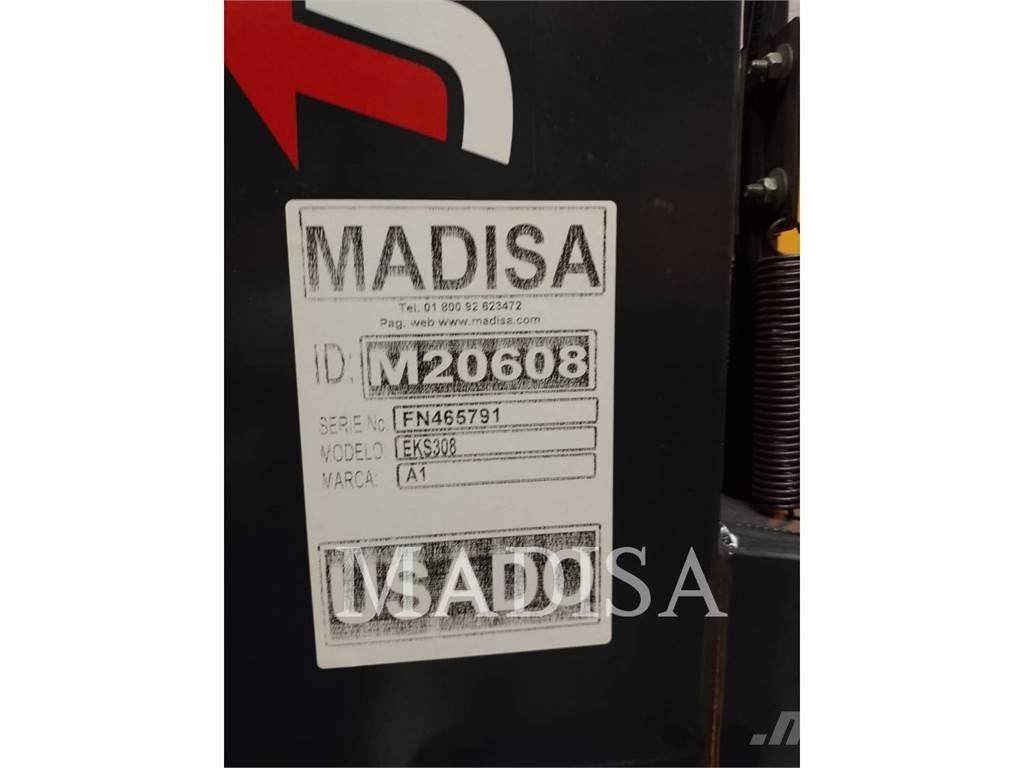 MADISA
Tel. 01 800 92 623472
Pag. web www.madisa.com
ID: M20608
SERIE No. FN465791
MODELO: EKS308
MARCA: A1
USADO
MADISA